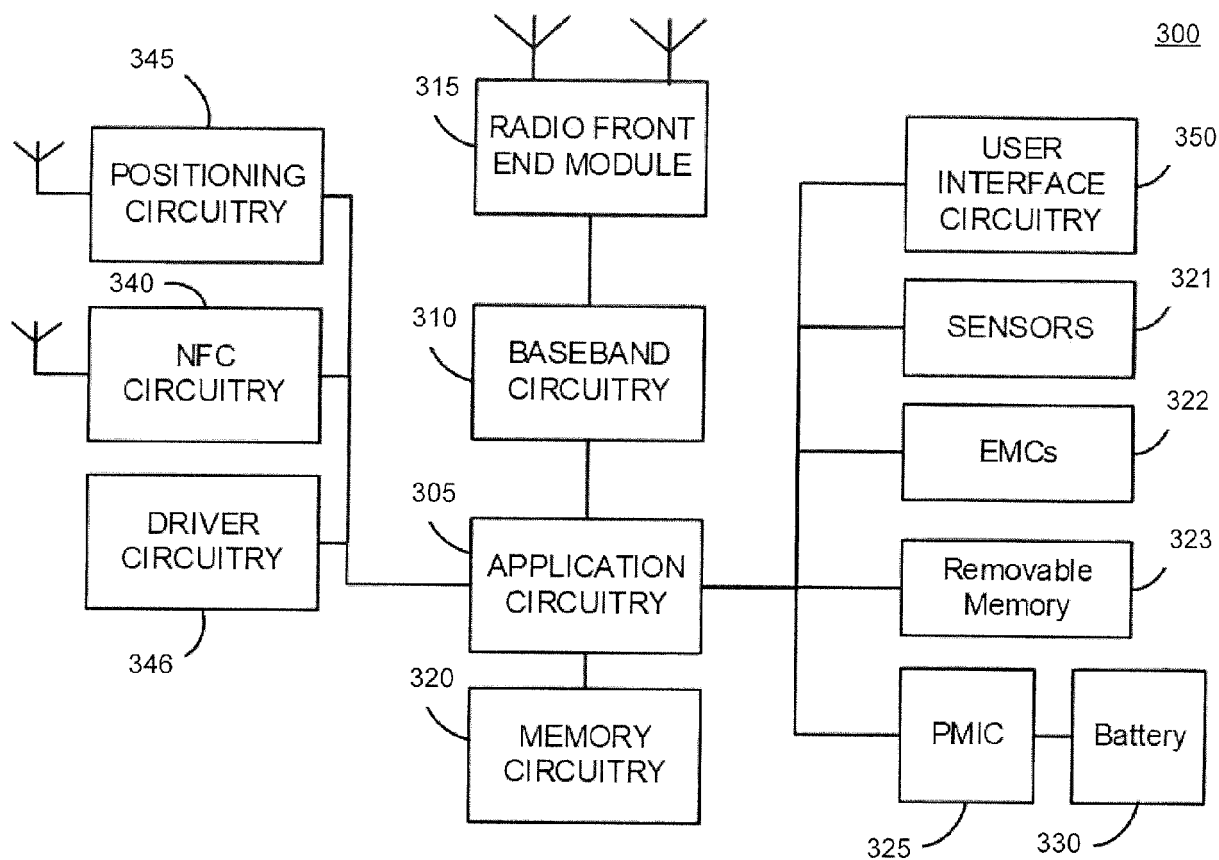 300
345
POSITIONING
CIRCUITRY
340
NFC
CIRCUITRY
DRIVER
CIRCUITRY
346
315
RADIO FRONT
END MODULE
310
BASEBAND
CIRCUITRY
305
APPLICATION
CIRCUITRY
320
MEMORY
CIRCUITRY
USER
INTERFACE
CIRCUITRY
350
SENSORS
321
EMCs
322
Removable
Memory
323
PMIC
325
Battery
330